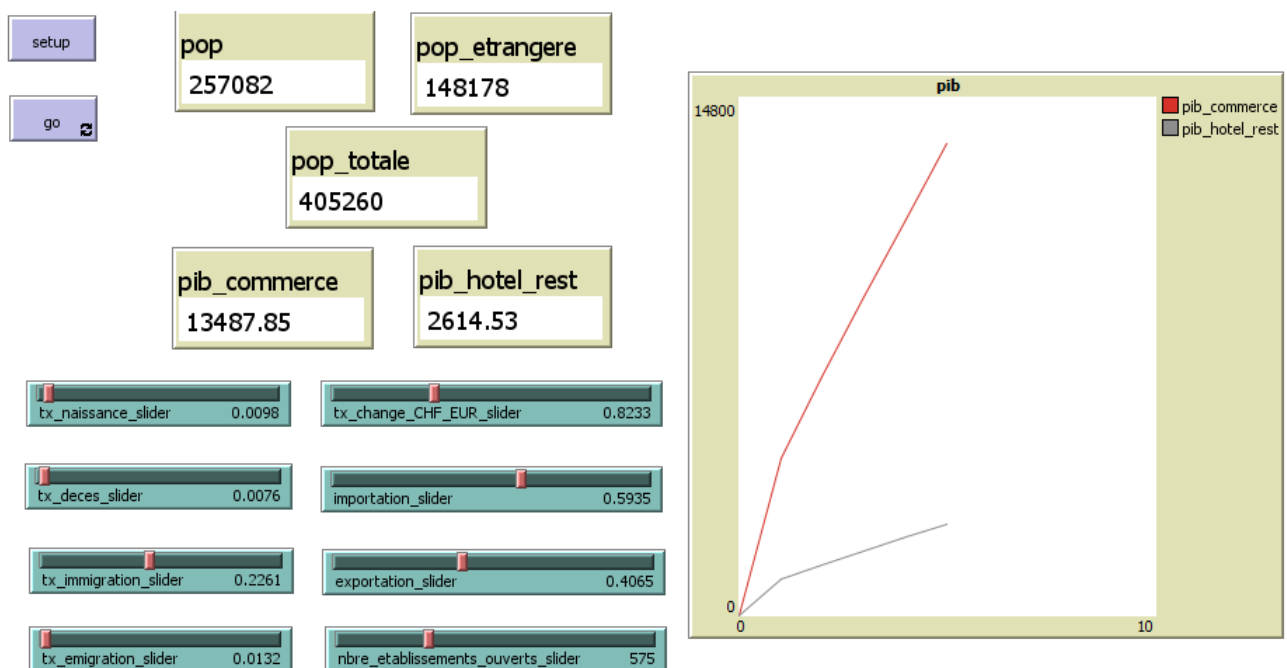 setup
go
pop
257082
pop_etrangere
148178
pop_totale
405260
pib_commerce
13487.85
pib_hotel_rest
2614.53
tx_naissance_slider 0.0098
tx_change_CHF_EUR_slider 0.8233
tx_deces_slider 0.0076
importation_slider 0.5935
tx_immigration_slider 0.2261
exportation_slider 0.4065
tx_emigration_slider 0.0132
nbre_etablissements_ouverts_slider 575
pib
14800
0
0
10
pib_commerce
pib_hotel_rest